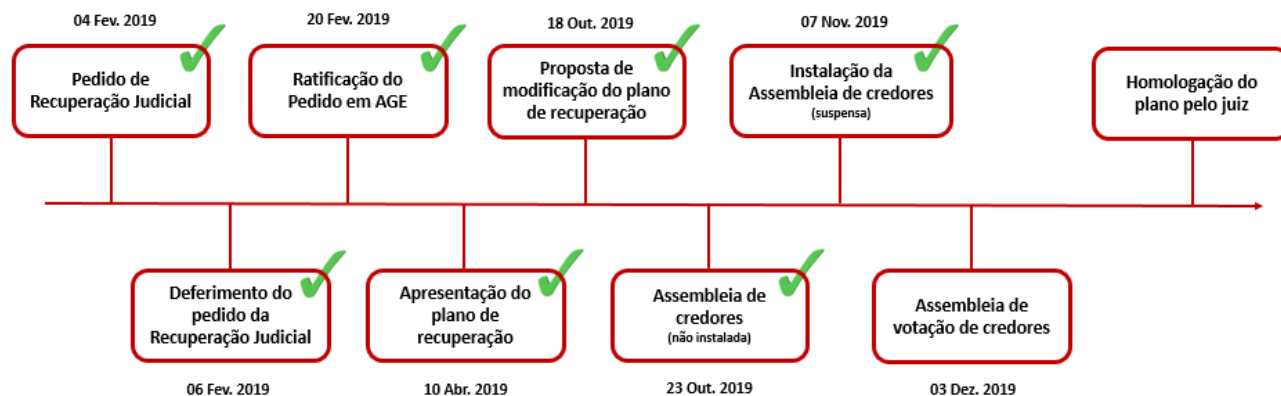 04 Fev. 2019
Pedido de
Recuperação Judicial
06 Fev. 2019
Deferimento do
pedido da
Recuperação Judicial
20 Fev. 2019
Ratificação do
Pedido em AGE
10 Abr. 2019
Apresentação do
plano de
recuperação
18 Out. 2019
Proposta de
modificação do plano
de recuperação
23 Out. 2019
Assembleia de
credores
(não instalada)
07 Nov. 2019
Instalação da
Assembleia de credores
(suspensa)
03 Dez. 2019
Assembleia de
votação de credores
Homologação do
plano pelo juiz